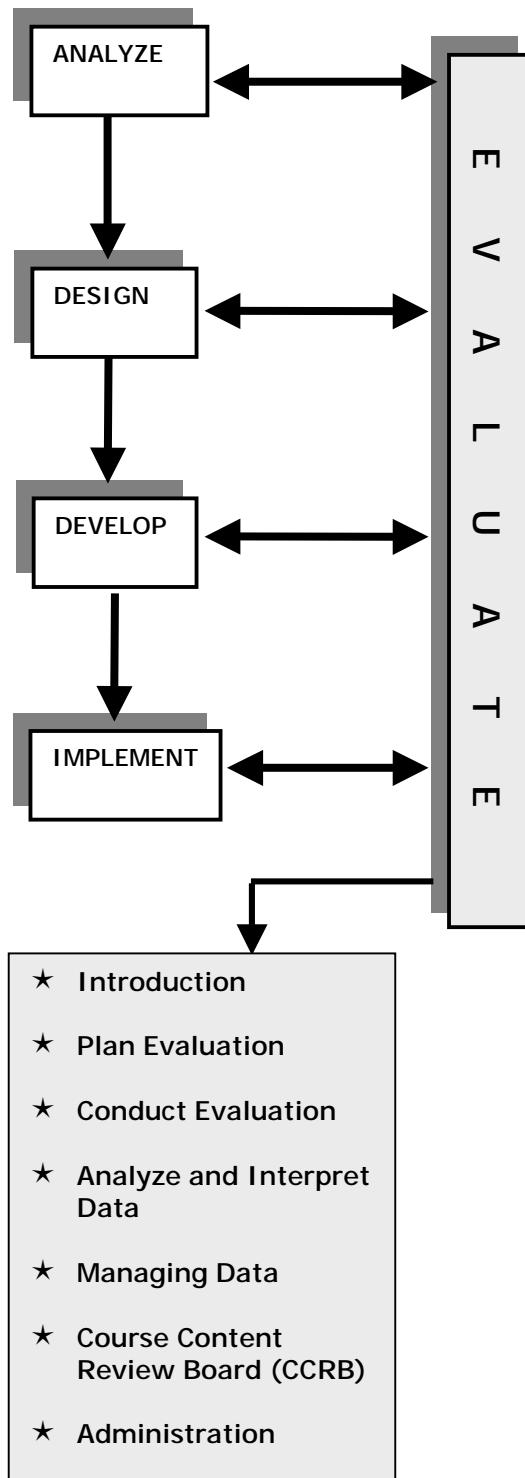 ANALYZE
DESIGN
DEVELOP
IMPLEMENT
E V A L U A T E
★ Introduction
★ Plan Evaluation
★ Conduct Evaluation
★ Analyze and Interpret
Data
★ Managing Data
★ Course Content
Review Board (CCRB)
★ Administration